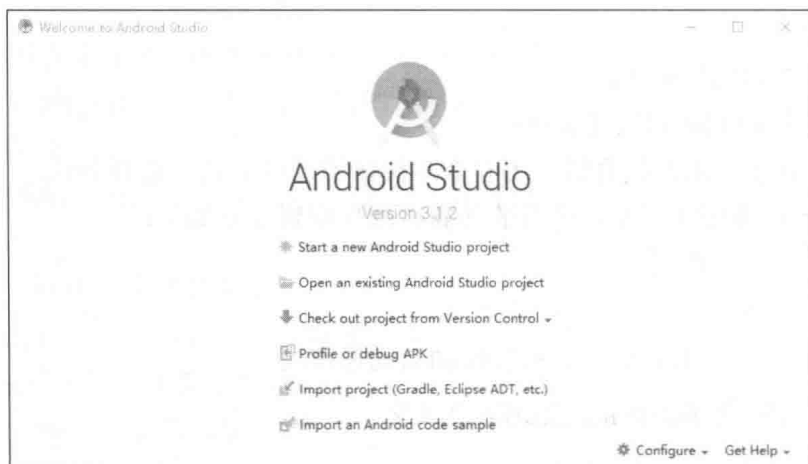 Welcome to Android Studio
Android Studio
Version 3.1.2
Start a new Android Studio project
Open an existing Android Studio project
Check out project from Version Control
Profile or debug APK
Import project (Gradle, Eclipse ADT, etc.)
Import an Android code sample
Configure
Get Help